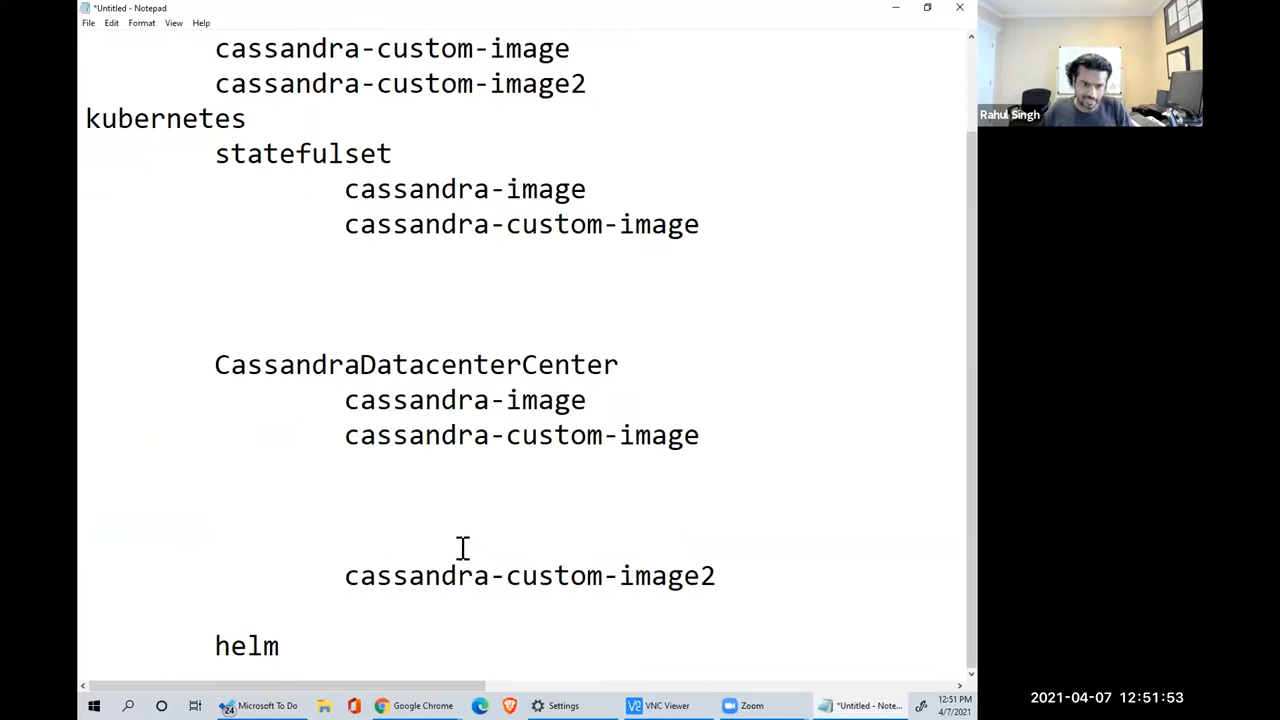 *Untitled - Notepad
File Edit Format View Help
cassandra-custom-image
cassandra-custom-image2
kubernetes
statefulset
cassandra-image
cassandra-custom-image
CassandraDatacenterCenter
cassandra-image
cassandra-custom-image
cassandra-custom-image2
helm
Rahul Singh
24 Microsoft To Do Google Chrome Settings VNC Viewer Zoom *Untitled - Note... 12:51 PM
4/7/2021
2021-04-07 12:51:53